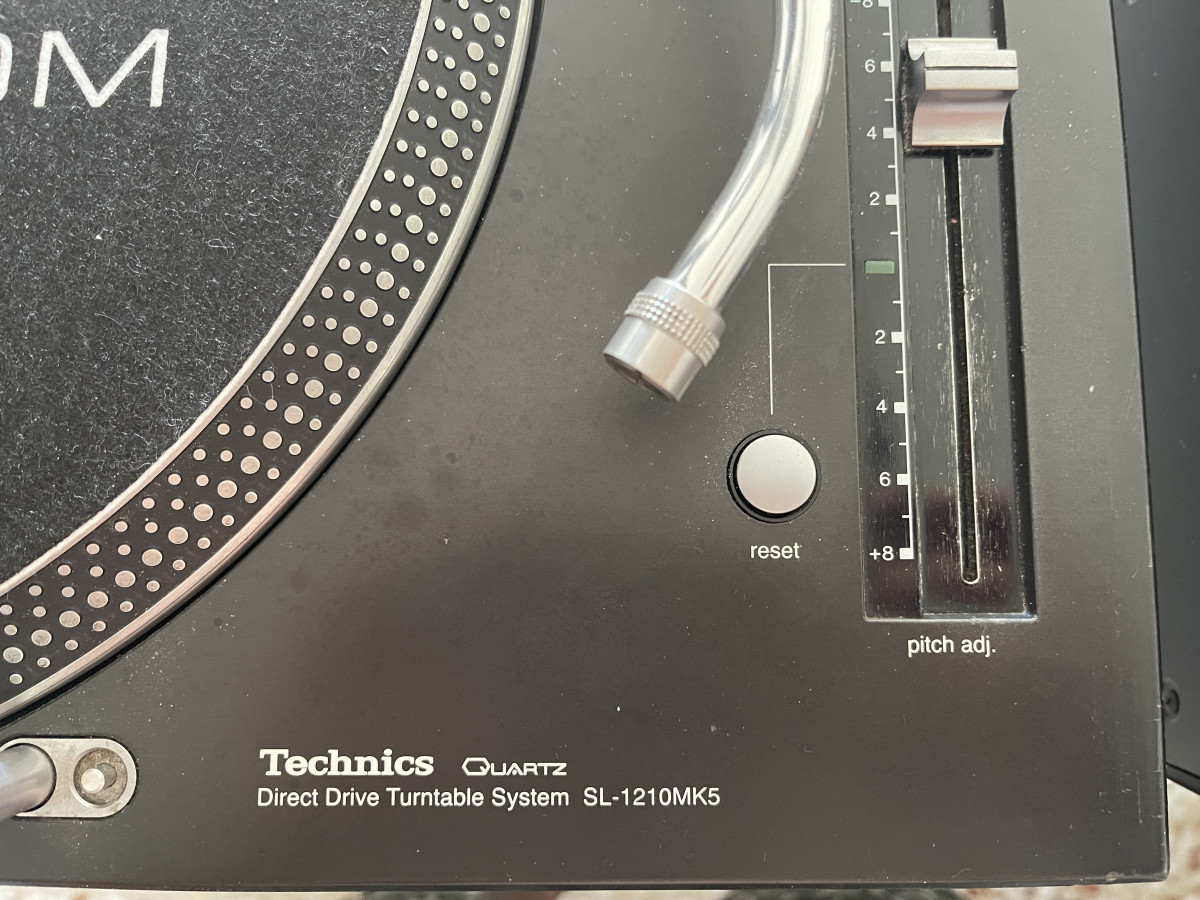 OM
8
6
4
2
2
4
6
+8
reset
pitch adj.
Technics QUARTZ
Direct Drive Turntable System SL-1210MK5